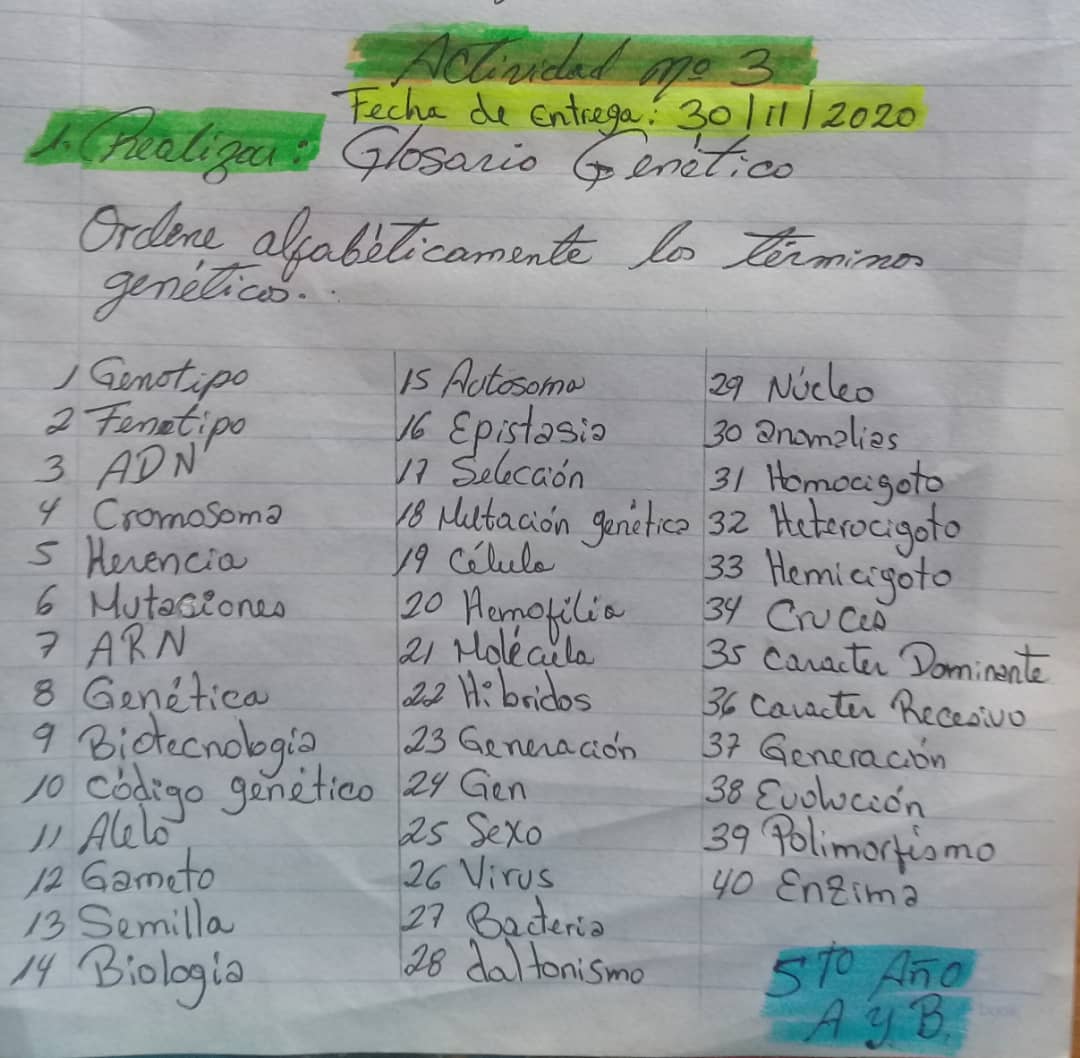 Actividad nº 3
Fecha de entrega: 30/11/2020
1. Realizar: Glosario Genético
Ordene alfabéticamente los términos
genéticos...
1 Genotipo
2 Fenotipo
3 ADN
4 Cromosoma
5 Herencia
6 Mutaciones
7 ARN
8 Genética
9 Biotecnología
10 Código genético
11 Alelo
12 Gameto
13 Semilla
14 Biología
15 Autosoma
16 Epistasia
17 Selección
18 Mutación genética
19 Célula
20 Hemofilia
21 Molécula
22 Híbridos
23 Generación
24 Gen
25 Sexo
26 Virus
27 Bacteria
28 daltonismo
29 Núcleo
30 anomalias
31 Homocigoto
32 Heterocigoto
33 Hemicigoto
34 Cruces
35 Caracter Dominante
36 Caracter Recesivo
37 Generación
38 Evolución
39 Polimorfismo
40 Enzima
5to Año
A y B.